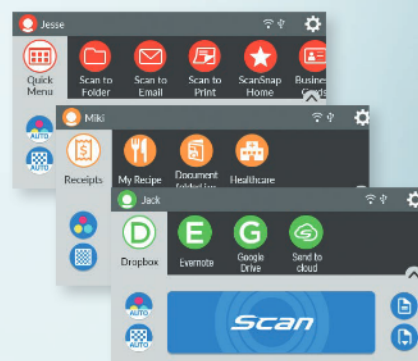 Jesse
Quick Menu
Scan to Folder
Scan to Email
Scan to Print
ScanSnap Home
AUTO
AUTO
Miki
Receipts
My Recipe
Document
Healthcare
Jack
D
E
G
S
Dropbox
Evernote
Google Drive
Send to cloud
AUTO
AUTO
Scan